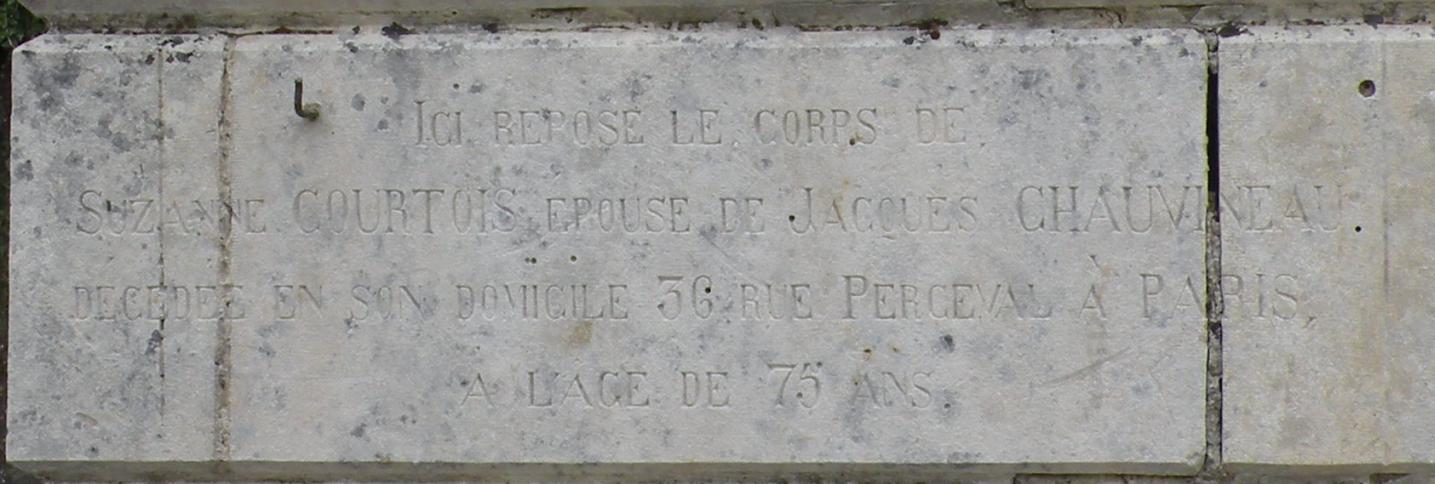 ICI REPOSE LE CORPS DE
SUZANNE COURTOIS EPOUSE DE JACQUES CHAUVINEAU.
DECEDEE EN SON DOMICILE 36 RUE PERCEVAL À PARIS,
A L'AGE DE 75 ANS.